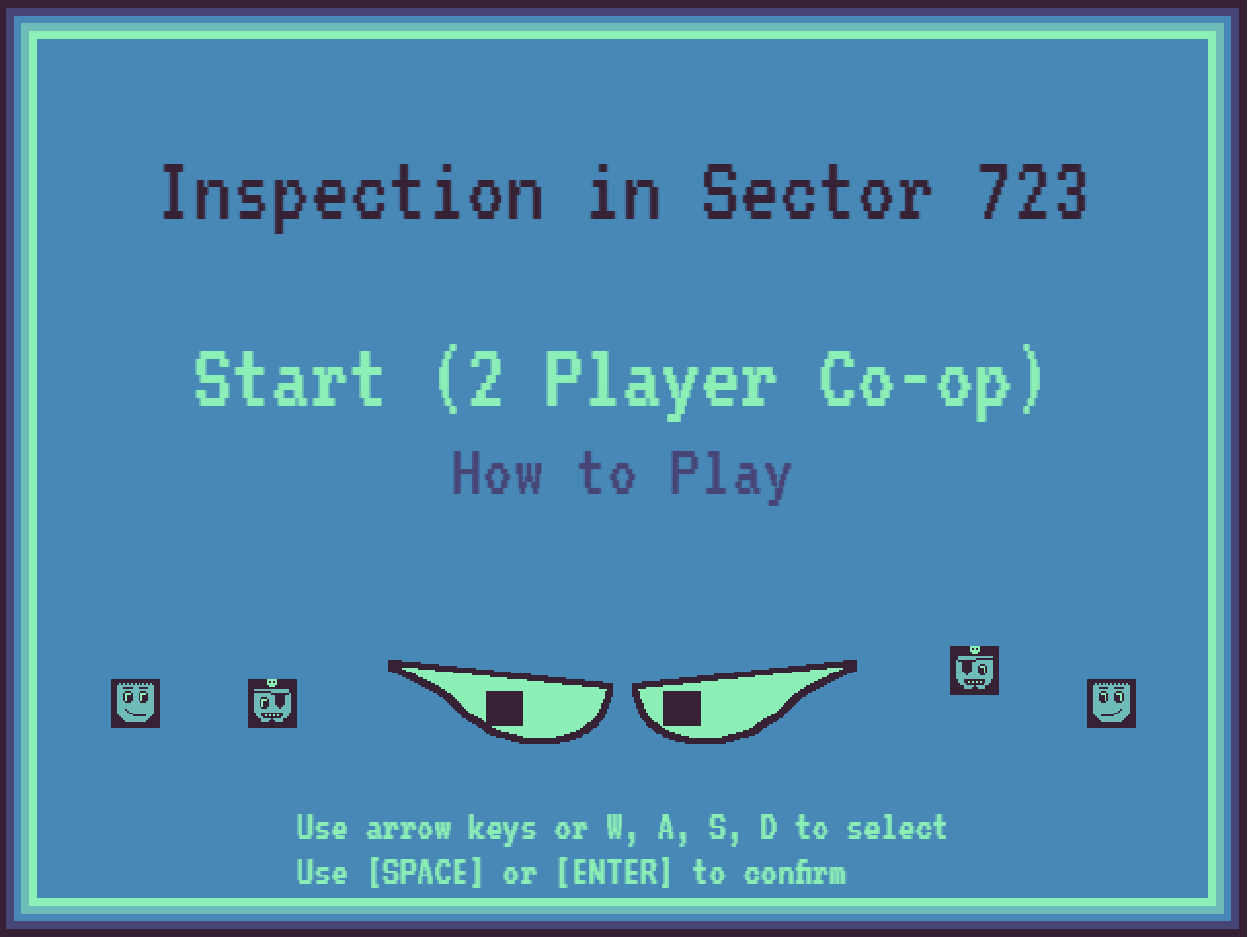 Inspection in Sector 723
Start (2 Player Co-op)
How to Play
Use arrow keys or W, A, S, D to select
Use [SPACE] or [ENTER] to confirm